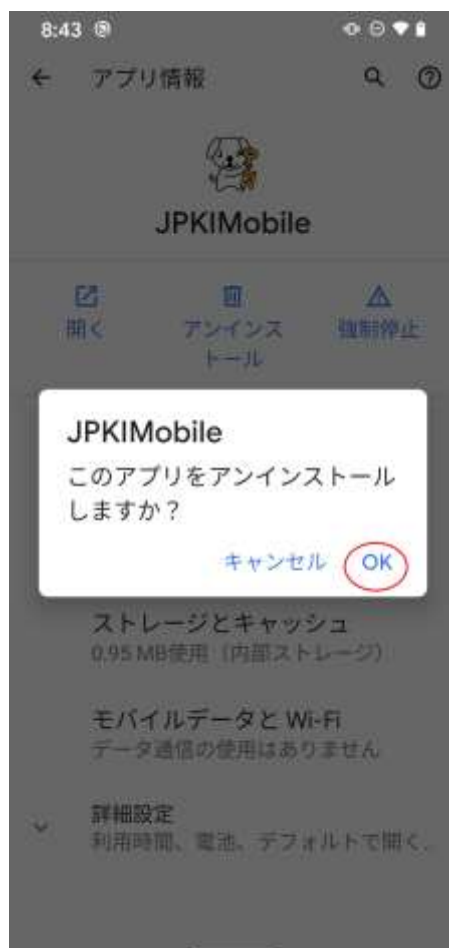 8:43
アプリ情報
JPKIMobile
開く
アンインス
トール
強制停止
JPKIMobile
このアプリをアンインストール
しますか？
キャンセル
OK
ストレージとキャッシュ
0.95 MB使用（内部ストレージ）
モバイルデータと Wi-Fi
データ通信の使用はありません
詳細設定
利用時間、電池、デフォルトで開く..